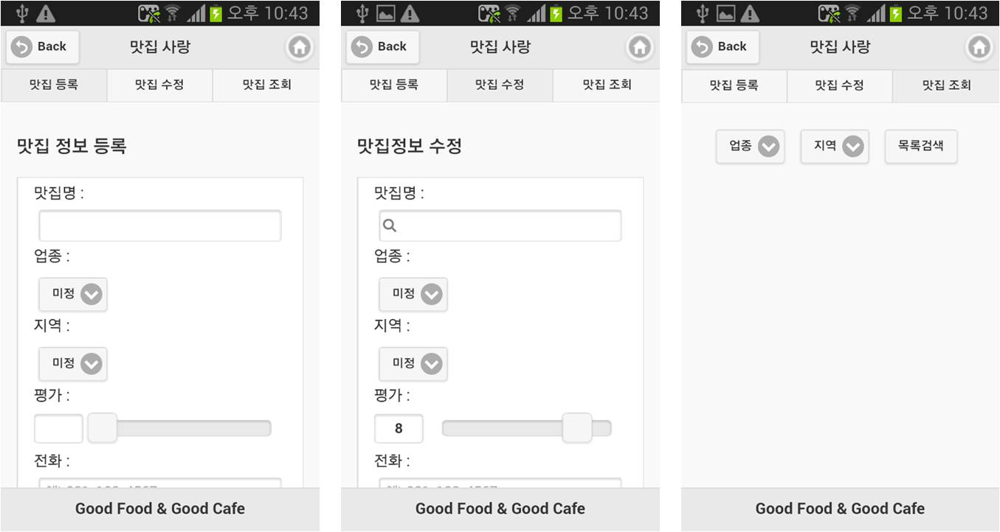 오후 10:43
Back
맛집 사랑
맛집 등록 맛집 수정 맛집 조회
맛집 정보 등록
맛집명 :
업종 :
미정
지역 :
미정
평가 :
전화 :
Good Food & Good Cafe
오후 10:43
Back
맛집 사랑
맛집 등록 맛집 수정 맛집 조회
맛집정보 수정
맛집명 :
업종 :
미정
지역 :
미정
평가 :
8
전화 :
Good Food & Good Cafe
오후 10:43
Back
맛집 사랑
맛집 등록 맛집 수정 맛집 조회
업종 지역 목록검색
Good Food & Good Cafe